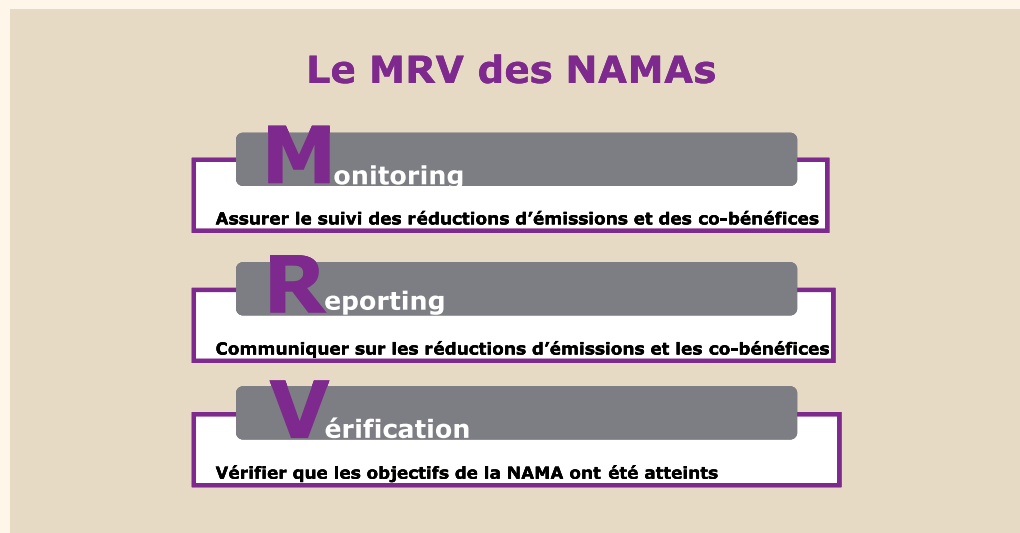 Le MRV des NAMAs
Monitoring
Assurer le suivi des réductions d’émissions et des co-bénéfices
Reporting
Communiquer sur les réductions d’émissions et les co-bénéfices
Vérification
Vérifier que les objectifs de la NAMA ont été atteints